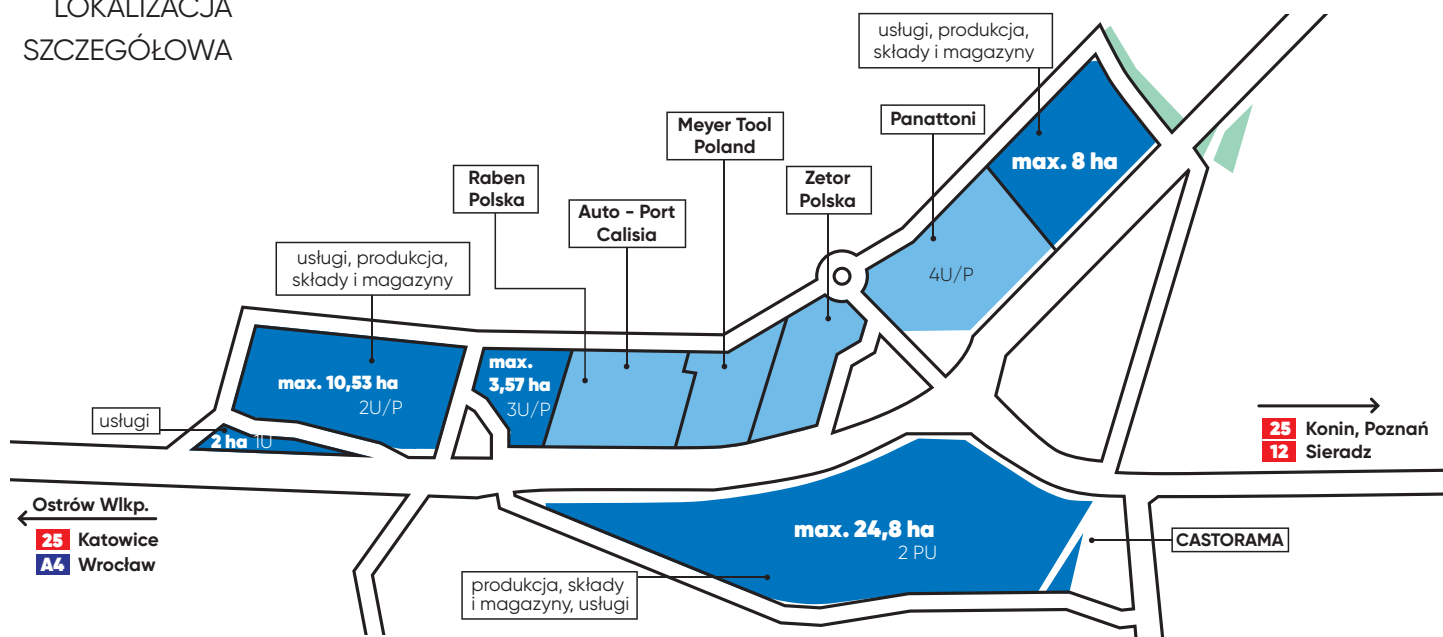 LOKALIZACJA
SZCZEGÓŁOWA
usługi, produkcja,
składy i magazyny
Panattoni
max. 8 ha
4U/P
Meyer Tool
Poland
Zetor
Polska
Raben
Polska
Auto - Port
Calisia
usługi, produkcja,
składy i magazyny
max. 10,53 ha
2U/P
max.
3,57 ha
3U/P
usługi
2 ha 1U
25 Konin, Poznań
12 Sieradz
Ostrów Wlkp.
25 Katowice
A4 Wrocław
max. 24,8 ha
2 PU
CASTORAMA
produkcja, składy
i magazyny, usługi